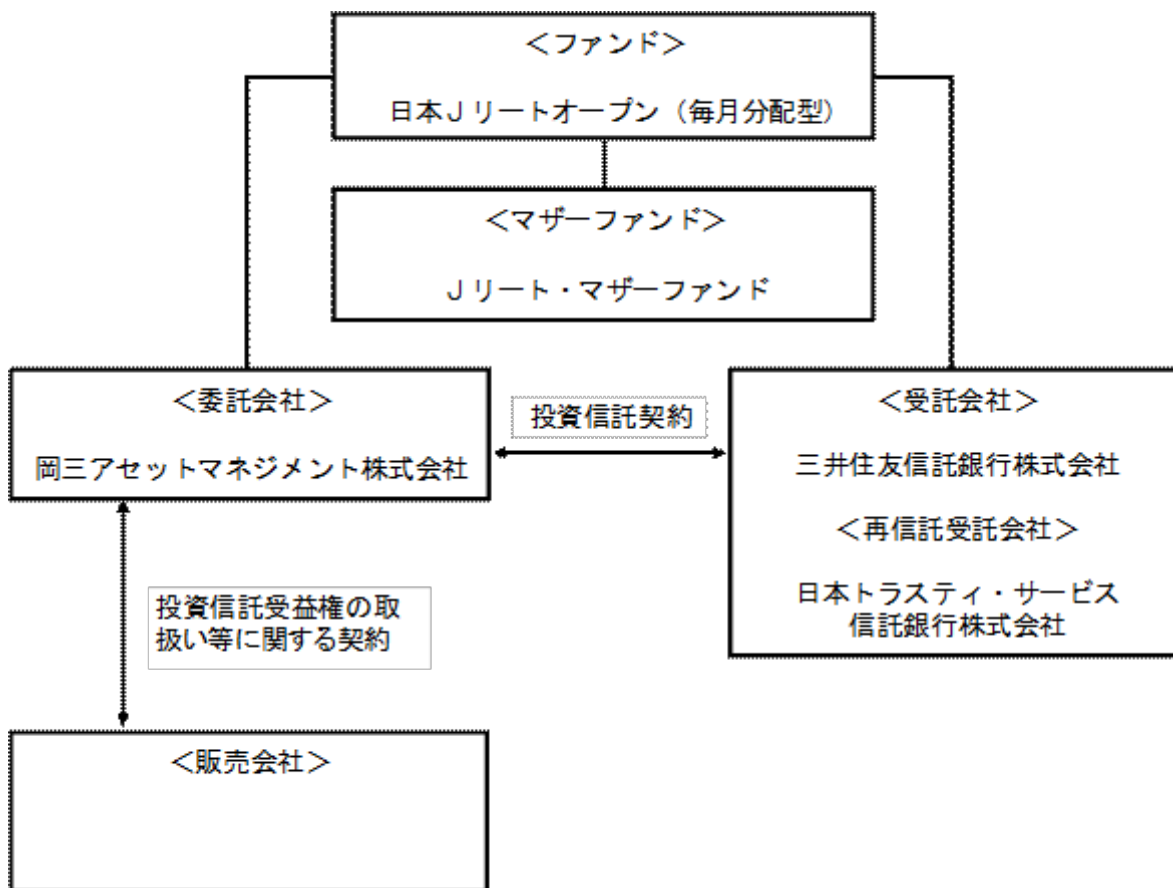 ＜ファンド＞
日本Ｊリートオープン（毎月分配型）
＜マザーファンド＞
Ｊリート・マザーファンド
＜委託会社＞
岡三アセットマネジメント株式会社
投資信託契約
＜受託会社＞
三井住友信託銀行株式会社
＜再信託受託会社＞
日本トラスティ・サービス
信託銀行株式会社
投資信託受益権の取
扱い等に関する契約
＜販売会社＞